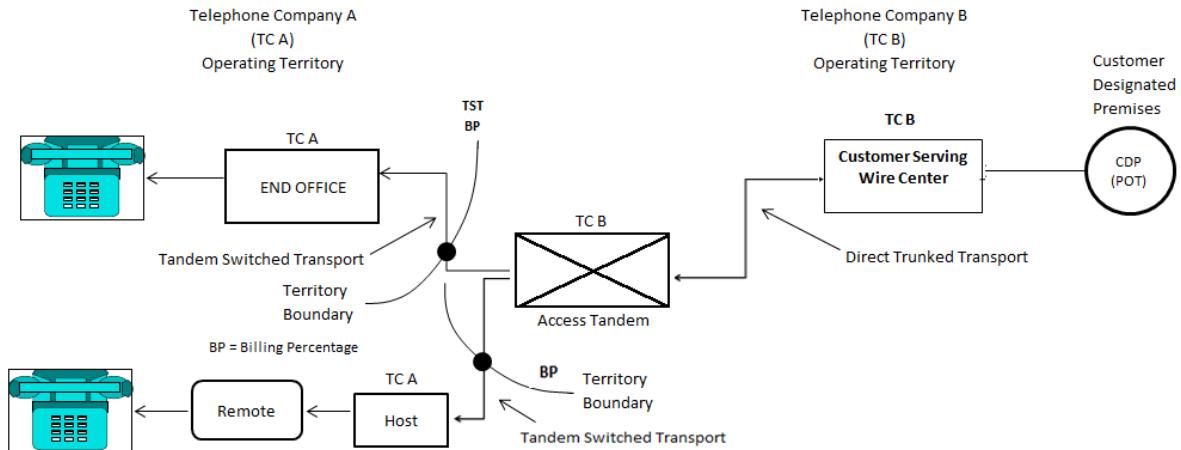 Telephone Company A
(TC A)
Operating Territory
Telephone Company B
(TC B)
Operating Territory
Customer
Designated
Premises
TST
BP
TC A
END OFFICE
TC B
Customer Serving
Wire Center
CDP
(POT)
TC B
Tandem Switched Transport
Direct Trunked Transport
Territory
Boundary
Access Tandem
BP = Billing Percentage
TC A
BP
Territory
Boundary
Remote
Host
Tandem Switched Transport